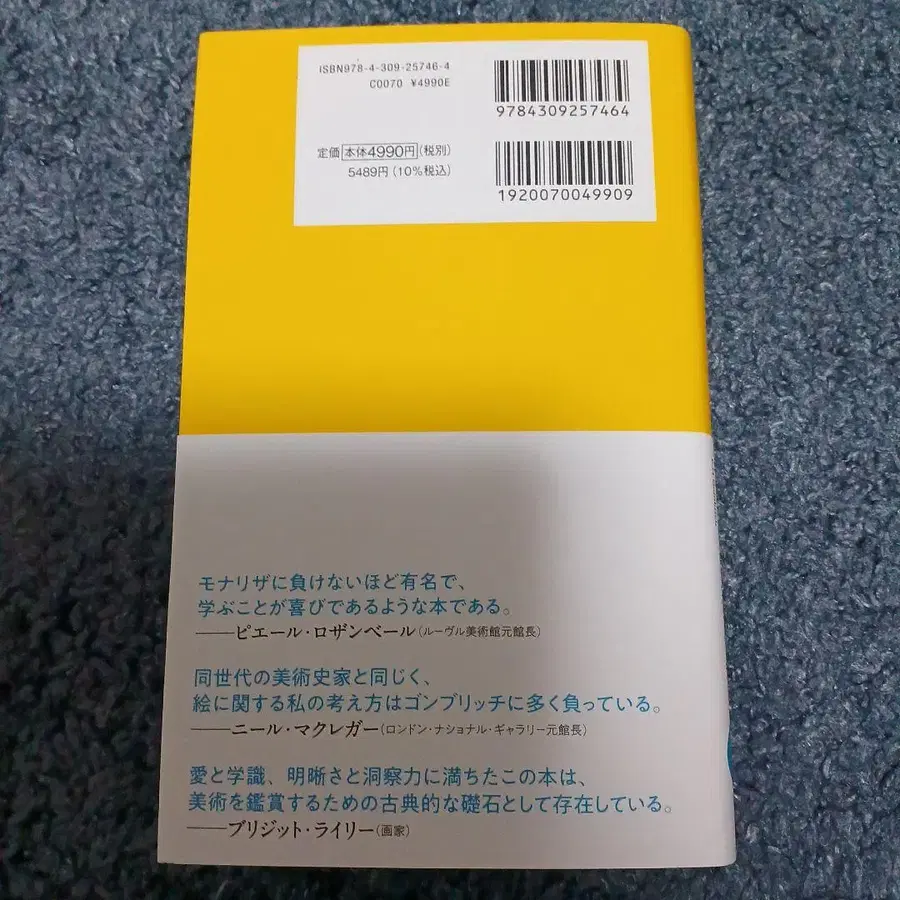 ISBN978-4-309-25746-4
C0070 ¥4990E
9784309257464
定価 本体4990円(税別)
5489円(10%税込)
1920070049909
モナリザに負けないほど有名で、
学ぶことが喜びであるような本である。
——ピエール・ロザンベール(ルーヴル美術館元館長)
同世代の美術史家と同じく、
絵に関する私の考え方はゴンブリッチに多く負っている。
——ニール・マクレガー(ロンドン・ナショナル・ギャラリー元館長)
愛と学識、明晰さと洞察力に満ちたこの本は、
美術を鑑賞するための古典的な礎石として存在している。
——ブリジット・ライリー(画家)